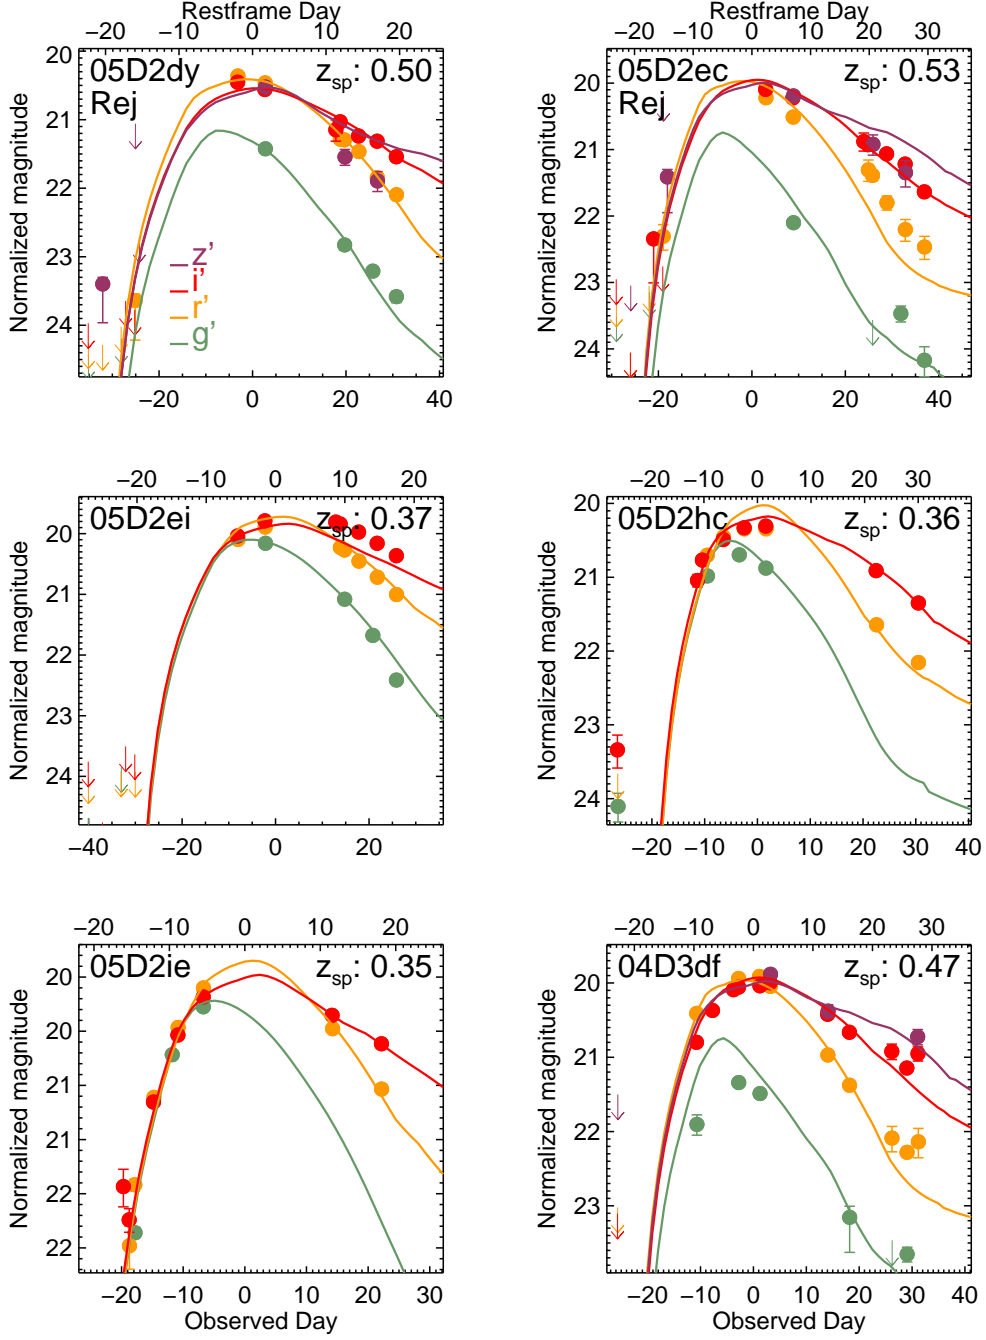 Restframe Day Restframe Day
−20 −10 0 10 20 −20 −10 0 10 20 30
05D2dy z_sp: 0.50 05D2ec z_sp: 0.53
Rej Rej
20 20
21 21
22 22
23 23
24 24
Normalized magnitude Normalized magnitude
z’
i’
r’
g’
−20 0 20 40 −20 0 20 40
−20 −10 0 10 20 −20 −10 0 10 20 30
05D2ei z_sp: 0.37 05D2hc z_sp: 0.36
20 20
21 21
22 22
23 23
24 24
Normalized magnitude Normalized magnitude
−40 −20 0 20 −20 −10 0 10 20 30 40
−20 −10 0 10 20 −20 −10 0 10 20 30
05D2ie z_sp: 0.35 04D3df z_sp: 0.47
20 20
20 21
21 22
21 23
22
22
Normalized magnitude Normalized magnitude
−20 −10 0 10 20 30 −20 −10 0 10 20 30 40
Observed Day Observed Day